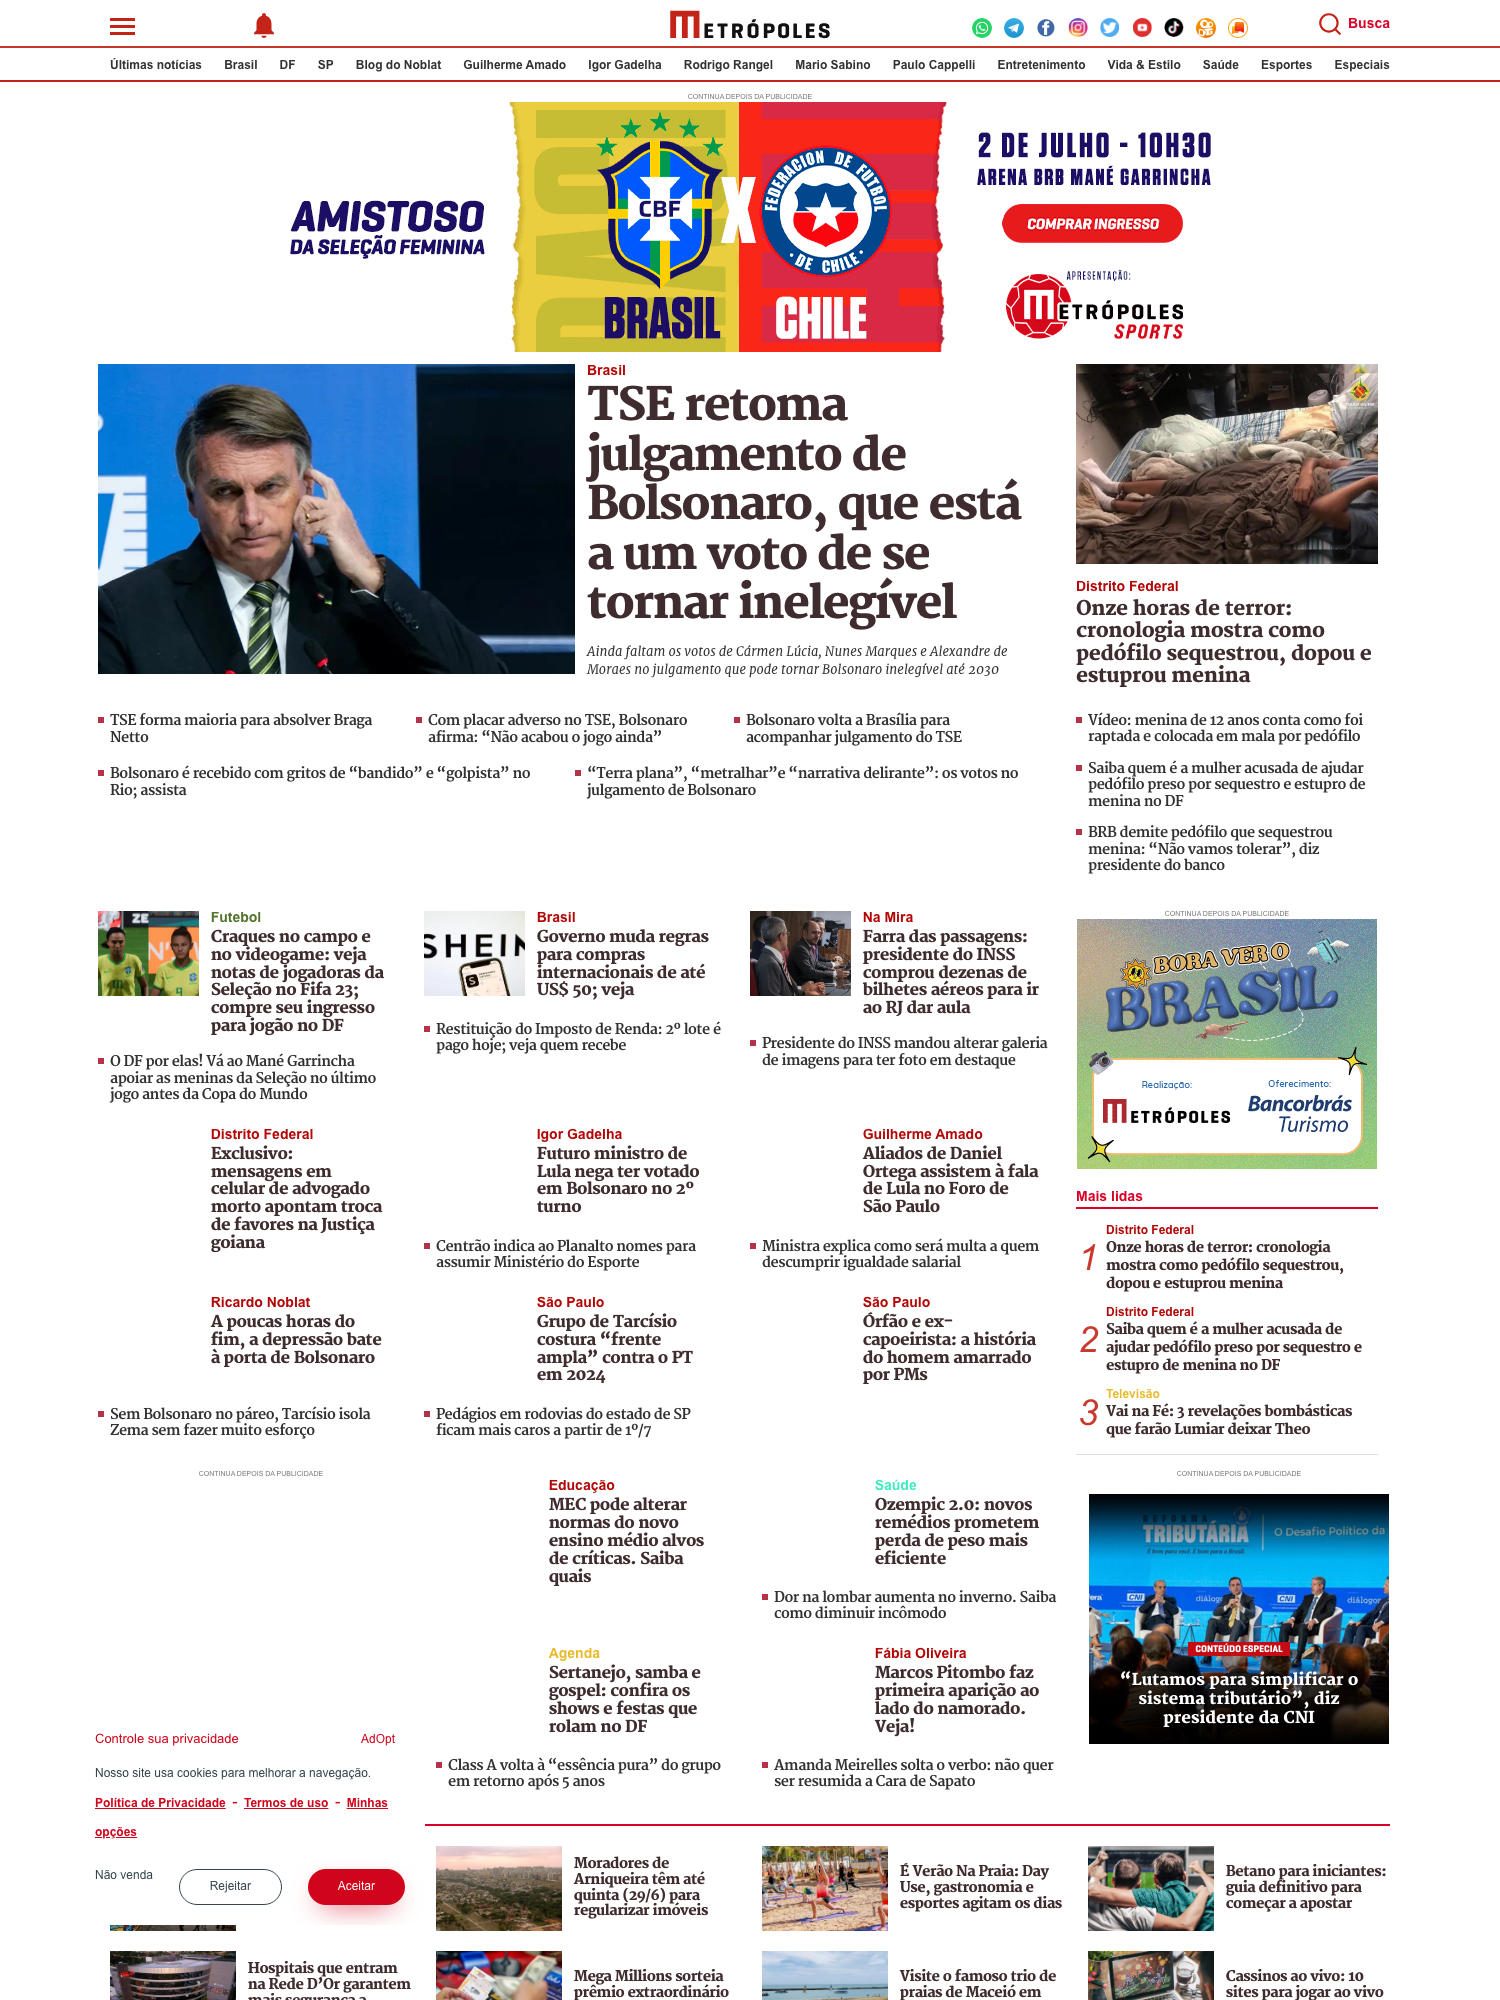 METRÓPOLES
Busca
Últimas notícias Brasil DF SP Blog do Noblat Guilherme Amado Igor Gadelha Rodrigo Rangel Mario Sabino Paulo Cappelli Entretenimento Vida & Estilo Saúde Esportes Especiais
CONTINUA DEPOIS DA PUBLICIDADE
AMISTOSO
DA SELEÇÃO FEMININA
CBF
X
FEDERACION DE FUTBOL
· DE CHILE ·
BRASIL
CHILE
2 DE JULHO - 10H30
ARENA BRB MANÉ GARRINCHA
COMPRAR INGRESSO
APRESENTAÇÃO:
METRÓPOLES
SPORTS
Brasil
TSE retoma
julgamento de
Bolsonaro, que está
a um voto de se
tornar inelegível
Ainda faltam os votos de Cármen Lúcia, Nunes Marques e Alexandre de
Moraes no julgamento que pode tornar Bolsonaro inelegível até 2030
TSE forma maioria para absolver Braga
Netto
Com placar adverso no TSE, Bolsonaro
afirma: “Não acabou o jogo ainda”
Bolsonaro volta a Brasília para
acompanhar julgamento do TSE
Bolsonaro é recebido com gritos de “bandido” e “golpista” no
Rio; assista
“Terra plana”, “metralhar”e “narrativa delirante”: os votos no
julgamento de Bolsonaro
Distrito Federal
Onze horas de terror:
cronologia mostra como
pedófilo sequestrou, dopou e
estuprou menina
Vídeo: menina de 12 anos conta como foi
raptada e colocada em mala por pedófilo
Saiba quem é a mulher acusada de ajudar
pedófilo preso por sequestro e estupro de
menina no DF
BRB demite pedófilo que sequestrou
menina: “Não vamos tolerar”, diz
presidente do banco
Futebol
Craques no campo e
no videogame: veja
notas de jogadoras da
Seleção no Fifa 23;
compre seu ingresso
para jogão no DF
O DF por elas! Vá ao Mané Garrincha
apoiar as meninas da Seleção no último
jogo antes da Copa do Mundo
SHEIN
Brasil
Governo muda regras
para compras
internacionais de até
US$ 50; veja
Restituição do Imposto de Renda: 2º lote é
pago hoje; veja quem recebe
Na Mira
Farra das passagens:
presidente do INSS
comprou dezenas de
bilhetes aéreos para ir
ao RJ dar aula
Presidente do INSS mandou alterar galeria
de imagens para ter foto em destaque
CONTINUA DEPOIS DA PUBLICIDADE
BORA VER O
BRASIL
Realização:
METRÓPOLES
Oferecimento:
Bancorbrás
Turismo
Distrito Federal
Exclusivo:
mensagens em
celular de advogado
morto apontam troca
de favores na Justiça
goiana
Igor Gadelha
Futuro ministro de
Lula nega ter votado
em Bolsonaro no 2º
turno
Centrão indica ao Planalto nomes para
assumir Ministério do Esporte
Guilherme Amado
Aliados de Daniel
Ortega assistem à fala
de Lula no Foro de
São Paulo
Ministra explica como será multa a quem
descumprir igualdade salarial
Ricardo Noblat
A poucas horas do
fim, a depressão bate
à porta de Bolsonaro
Sem Bolsonaro no páreo, Tarcísio isola
Zema sem fazer muito esforço
São Paulo
Grupo de Tarcísio
costura “frente
ampla” contra o PT
em 2024
Pedágios em rodovias do estado de SP
ficam mais caros a partir de 1º/7
São Paulo
Órfão e ex-
capoeirista: a história
do homem amarrado
por PMs
Mais lidas
1
Distrito Federal
Onze horas de terror: cronologia
mostra como pedófilo sequestrou,
dopou e estuprou menina
2
Distrito Federal
Saiba quem é a mulher acusada de
ajudar pedófilo preso por sequestro e
estupro de menina no DF
3
Televisão
Vai na Fé: 3 revelações bombásticas
que farão Lumiar deixar Theo
CONTINUA DEPOIS DA PUBLICIDADE
Educação
MEC pode alterar
normas do novo
ensino médio alvos
de críticas. Saiba
quais
Saúde
Ozempic 2.0: novos
remédios prometem
perda de peso mais
eficiente
Dor na lombar aumenta no inverno. Saiba
como diminuir incômodo
Agenda
Sertanejo, samba e
gospel: confira os
shows e festas que
rolam no DF
Class A volta à “essência pura” do grupo
em retorno após 5 anos
Fábia Oliveira
Marcos Pitombo faz
primeira aparição ao
lado do namorado.
Veja!
Amanda Meirelles solta o verbo: não quer
ser resumida a Cara de Sapato
CONTINUA DEPOIS DA PUBLICIDADE
REFORMA
TRIBUTÁRIA
O Desafio Político da
É bom para você. É bom para o Brasil
CNI
diálogo
CNI
diálogo
CONTEÚDO ESPECIAL
“Lutamos para simplificar o
sistema tributário”, diz
presidente da CNI
Controle sua privacidade
AdOpt
Nosso site usa cookies para melhorar a navegação.
Política de Privacidade - Termos de uso - Minhas
opções
Não venda
Rejeitar
Aceitar
Moradores de
Arniqueira têm até
quinta (29/6) para
regularizar imóveis
É Verão Na Praia: Day
Use, gastronomia e
esportes agitam os dias
Betano para iniciantes:
guia definitivo para
começar a apostar
Hospitais que entram
na Rede D’Or garantem
mais segurança a
Mega Millions sorteia
prêmio extraordinário
Visite o famoso trio de
praias de Maceió em
Cassinos ao vivo: 10
sites para jogar ao vivo